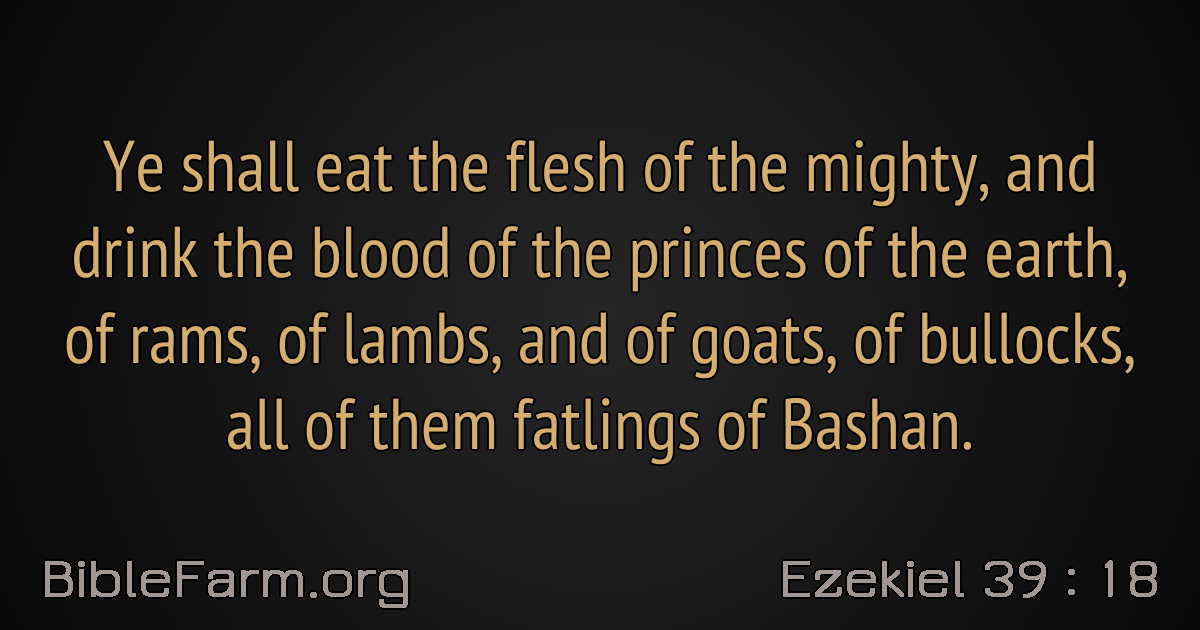 Ye shall eat the flesh of the mighty, and
drink the blood of the princes of the earth,
of rams, of lambs, and of goats, of bullocks,
all of them fatlings of Bashan.
BibleFarm.org
Ezekiel 39 : 18